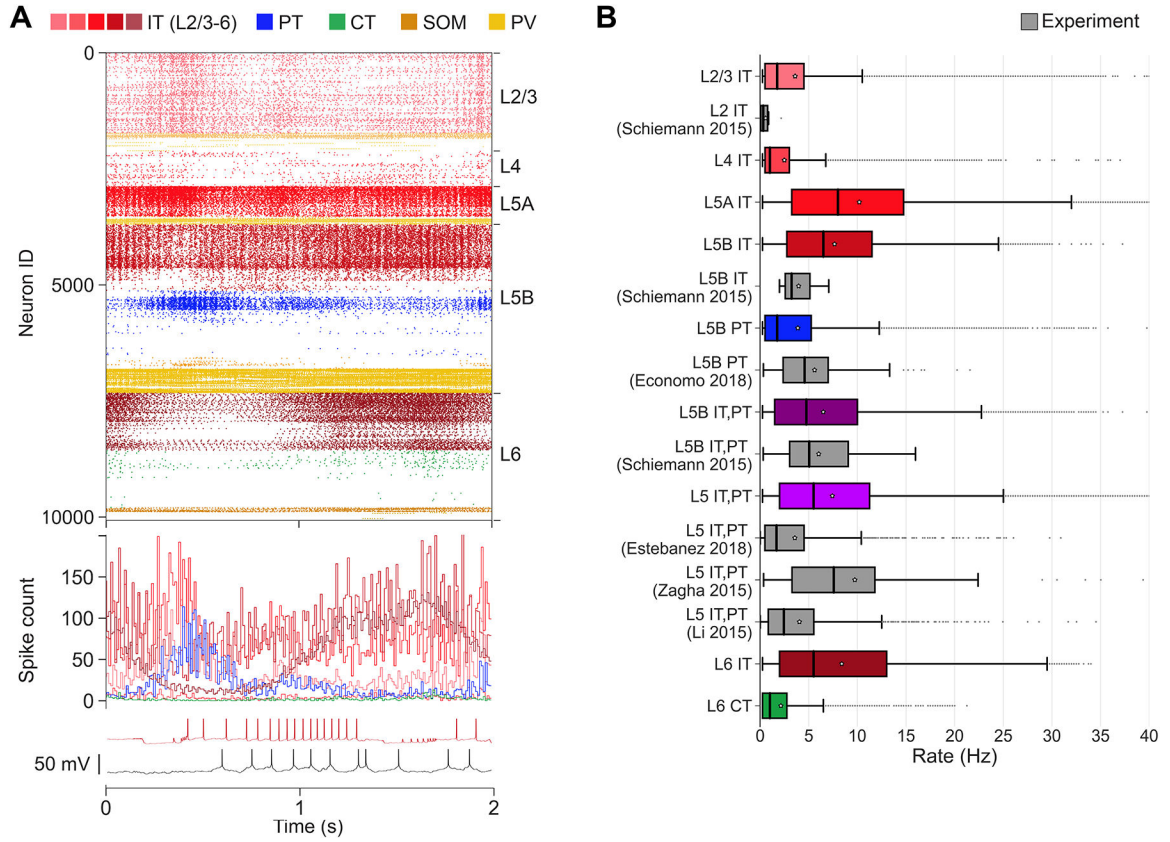 A
IT (L2/3-6)
PT
CT
SOM
PV
0
5000
10000
Neuron ID
L2/3
L4
L5A
L5B
L6
150
100
50
0
Spike count
50 mV
0
1
2
Time (s)
B
Experiment
L2/3 IT
L2 IT
(Schiemann 2015)
L4 IT
L5A IT
L5B IT
L5B IT
(Schiemann 2015)
L5B PT
L5B PT
(Economo 2018)
L5B IT,PT
L5B IT,PT
(Schiemann 2015)
L5 IT,PT
L5 IT,PT
(Estebanez 2018)
L5 IT,PT
(Zagha 2015)
L5 IT,PT
(Li 2015)
L6 IT
L6 CT
0
5
10
15
20
25
30
35
40
Rate (Hz)